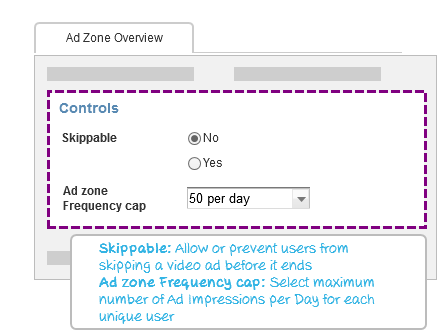 Ad Zone Overview
Controls
Skippable
No
Yes
Ad zone
Frequency cap
50 per day
Skippable: Allow or prevent users from
skipping a video ad before it ends
Ad zone Frequency cap: Select maximum
number of Ad Impressions per Day for each
unique user